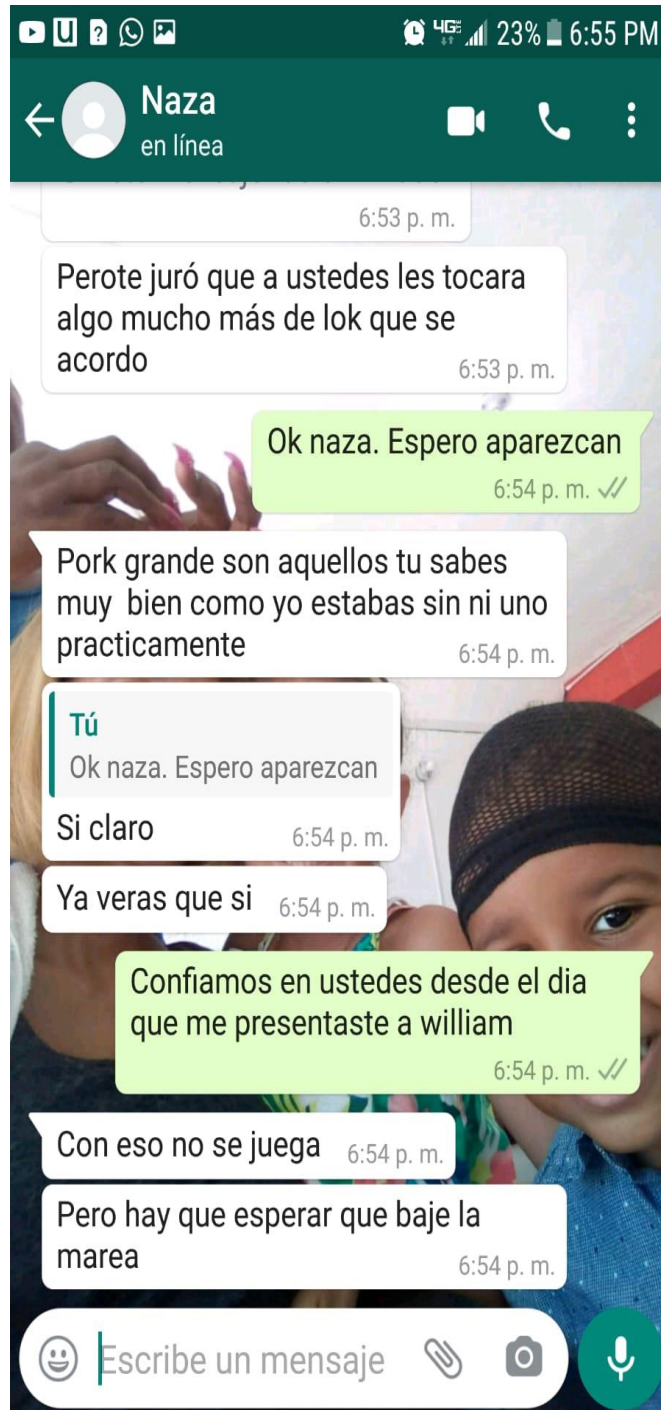 23% 6:55 PM
Naza
en línea
6:53 p. m.
Perote juró que a ustedes les tocara
algo mucho más de lok que se
acordo
6:53 p. m.
Ok naza. Espero aparezcan
6:54 p. m.
Pork grande son aquellos tu sabes
muy bien como yo estabas sin ni uno
practicamente
6:54 p. m.
Tú
Ok naza. Espero aparezcan
Si claro 6:54 p. m.
Ya veras que si 6:54 p. m.
Confiamos en ustedes desde el dia
que me presentaste a william
6:54 p. m.
Con eso no se juega 6:54 p. m.
Pero hay que esperar que baje la
marea
6:54 p. m.
Escribe un mensaje